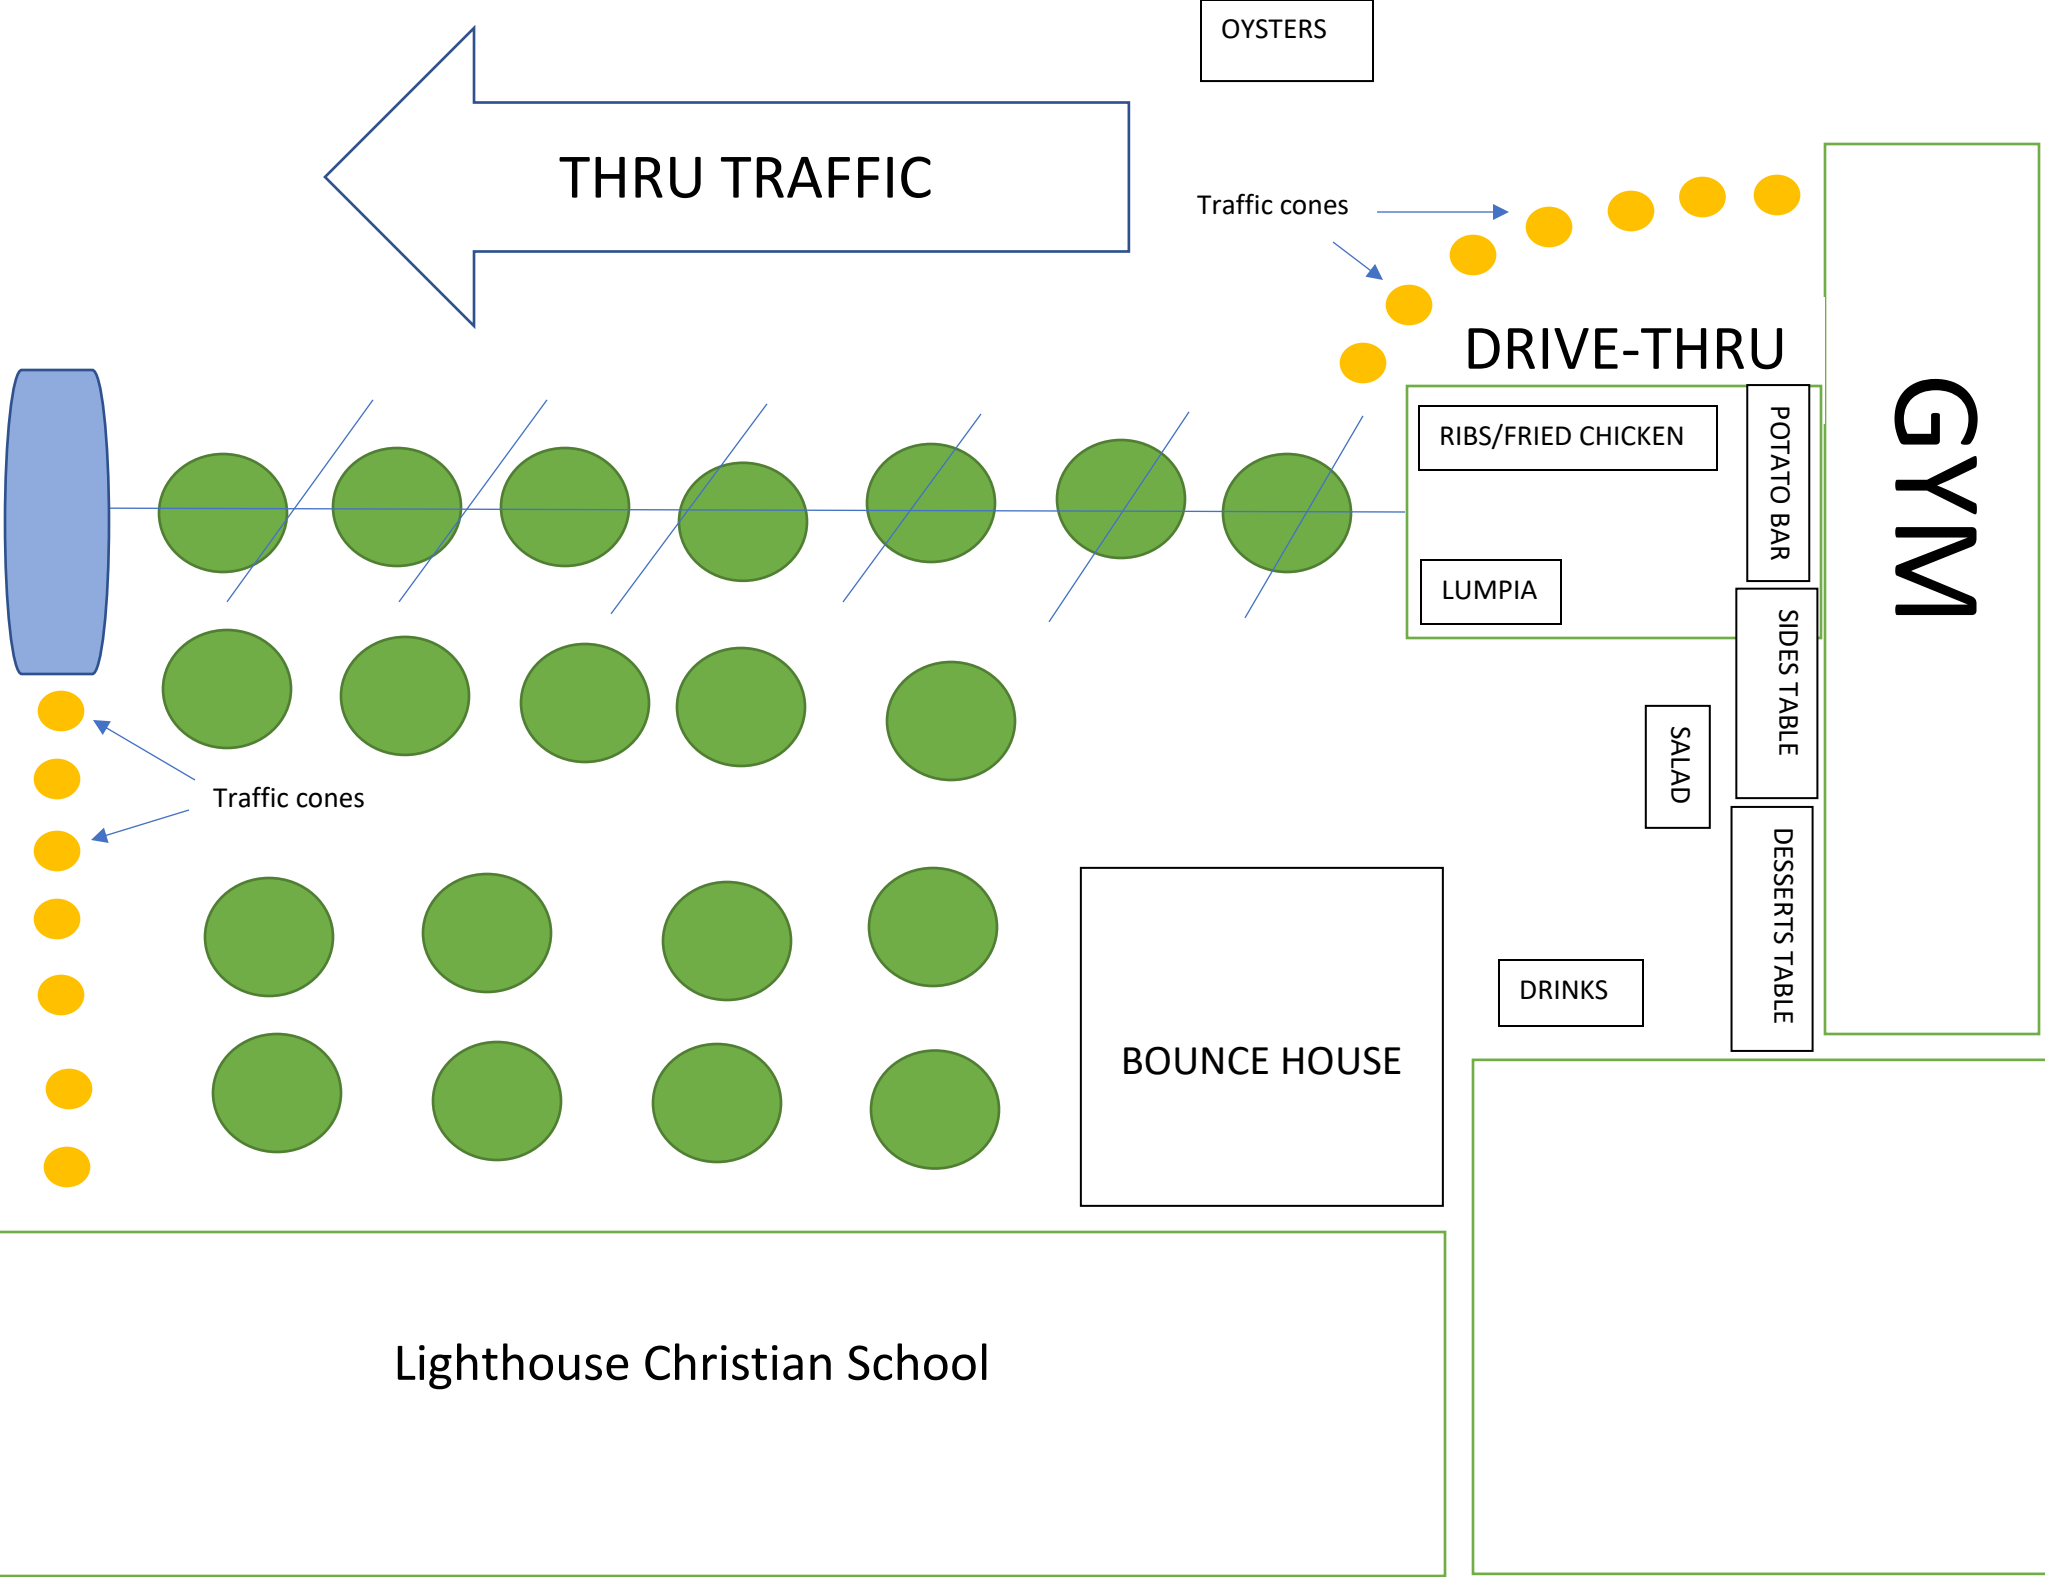 OYSTERS
THRU TRAFFIC
Traffic cones
DRIVE-THRU
RIBS/FRIED CHICKEN
POTATO BAR
GYM
LUMPIA
SIDES TABLE
SALAD
Traffic cones
DESSERTS TABLE
DRINKS
BOUNCE HOUSE
Lighthouse Christian School